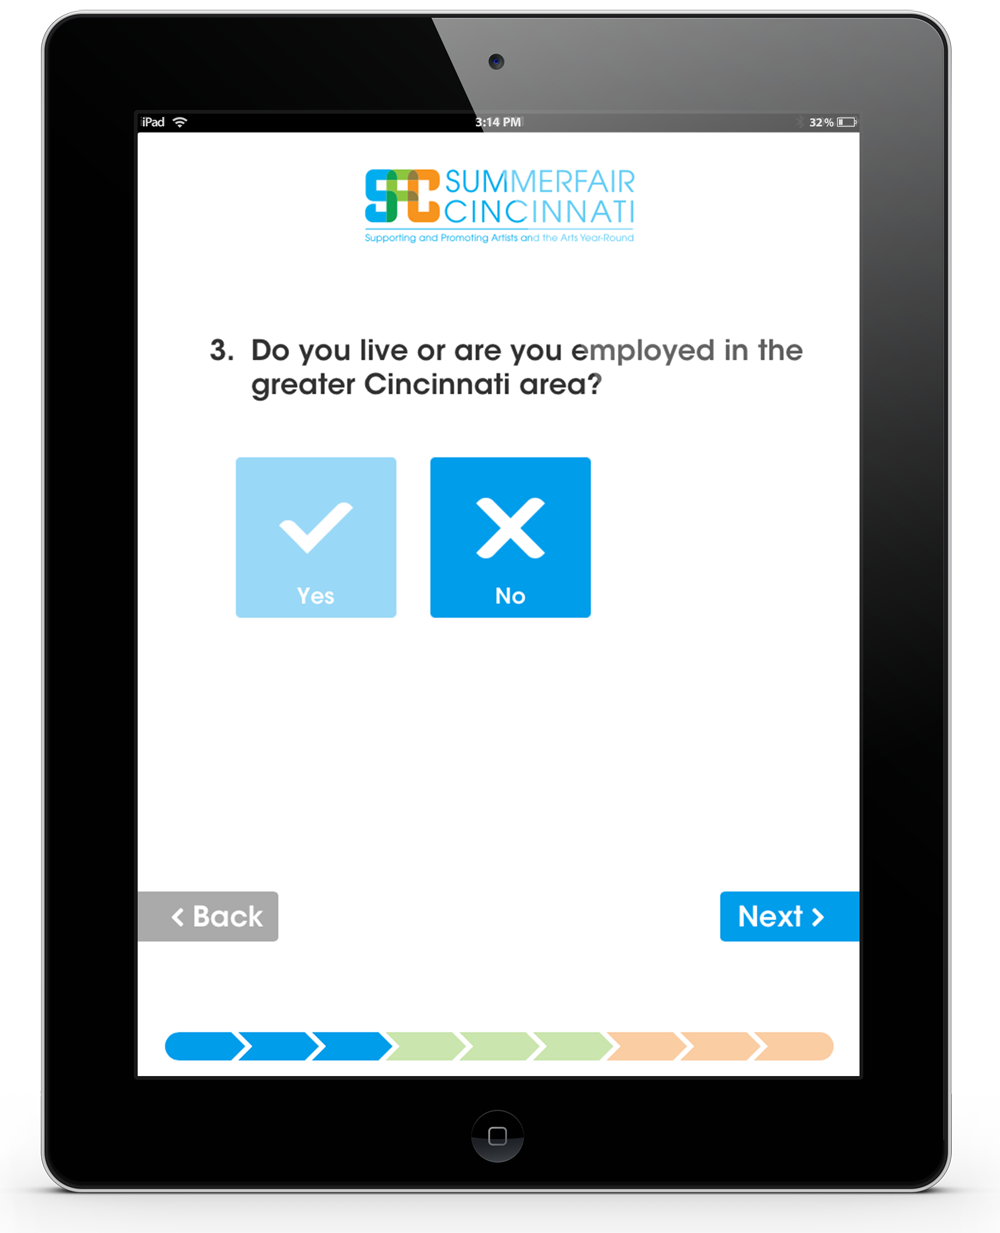 iPad 3:14 PM 32%
SFC SUMMERFAIR
CINCINNATI
Supporting and Promoting Artists and the Arts Year-Round
3. Do you live or are you employed in the
greater Cincinnati area?
Yes No
Back Next